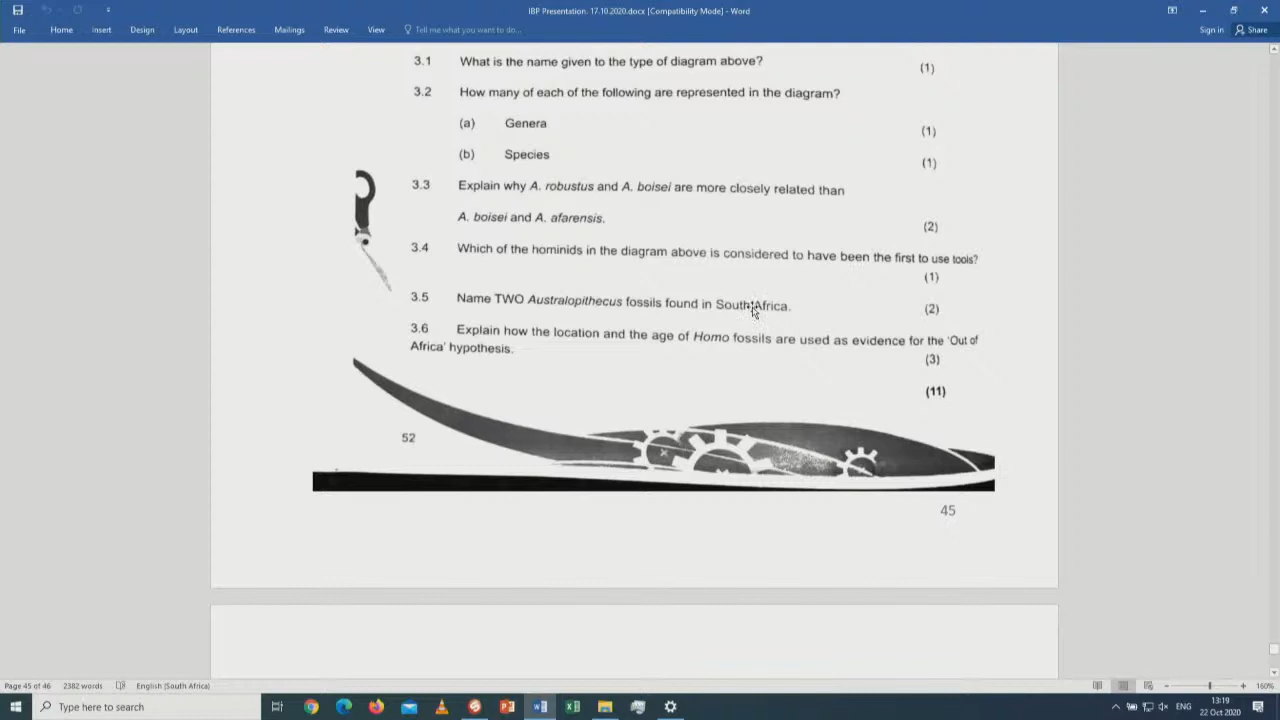 IBP Presentation. 17.10.2020.docx [Compatibility Mode] - Word
File Home Insert Design Layout References Mailings Review View Tell me what you want to do... Sign in Share
3.1 What is the name given to the type of diagram above? (1)
3.2 How many of each of the following are represented in the diagram?
(a) Genera (1)
(b) Species (1)
3.3 Explain why A. robustus and A. boisei are more closely related than
A. boisei and A. afarensis. (2)
3.4 Which of the hominids in the diagram above is considered to have been the first to use tools?
(1)
3.5 Name TWO Australopithecus fossils found in South Africa. (2)
3.6 Explain how the location and the age of Homo fossils are used as evidence for the 'Out of
Africa' hypothesis. (3)
(11)
52
45
Page 45 of 46 2382 words English (South Africa) 160%
Type here to search ENG 13:19
22 Oct 2020